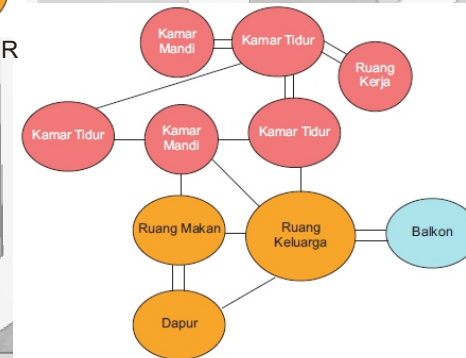 R
Kamar
Mandi
Kamar Tidur
Ruang
Kerja
Kamar Tidur
Kamar
Mandi
Kamar Tidur
Ruang Makan
Ruang
Keluarga
Balkon
Dapur